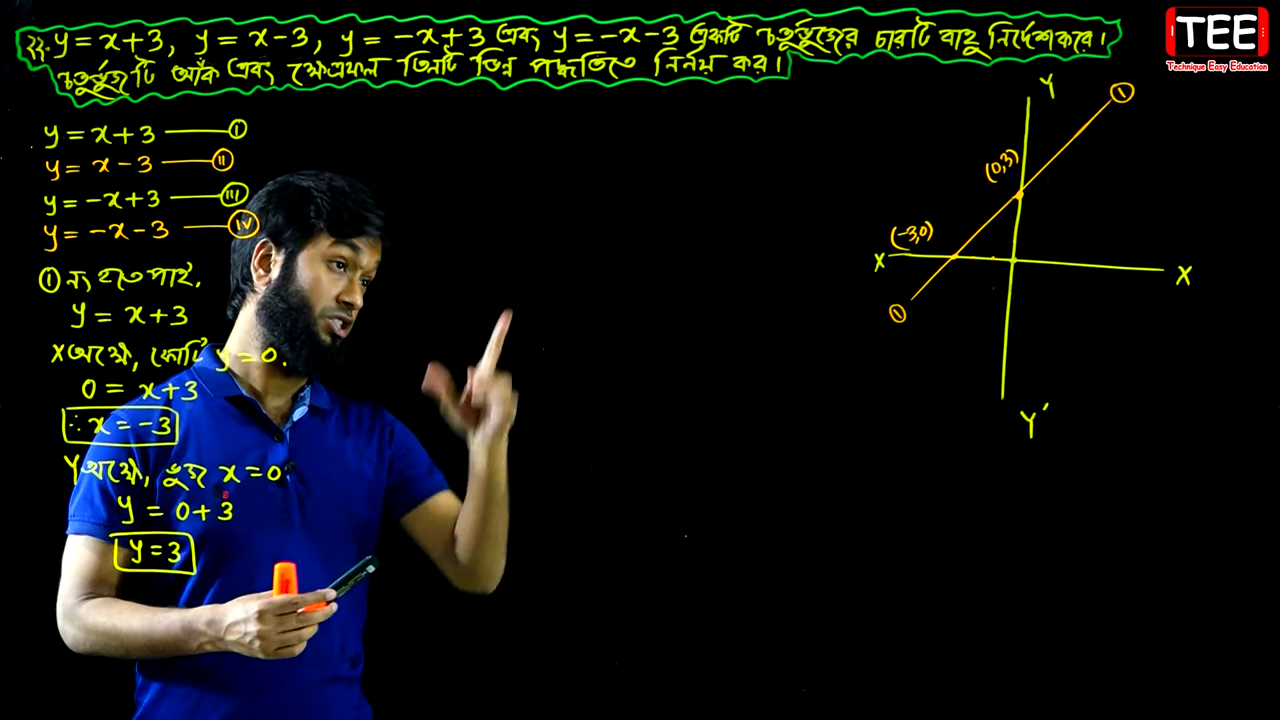 ২২. y = x+3, y = x-3, y = -x+3 এবং y = -x-3 একটি চতুর্ভুজের চারটি বাহু নির্দেশ করে।
চতুর্ভুজটি আঁক এবং ক্ষেত্রফল তিনটি ভিন্ন পদ্ধতিতে নির্ণয় কর।
TEE
Technique Easy Education
y = x+3 — i
y = x-3 — ii
y = -x+3 — iii
y = -x-3 — iv
i নং হতে পাই,
y = x+3
X অক্ষে, কোটি y = 0.
0 = x+3
∴ x = -3
Y অক্ষে, ভুজ x = 0
y = 0+3
y = 3
Y
i
(0,3)
(-3,0)
X
X
i
Y′